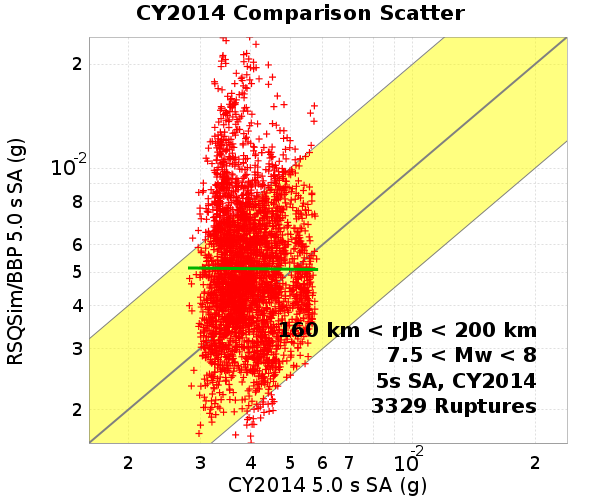 CY2014 Comparison Scatter
RSQSim/BBP 5.0 s SA (g)
2
10-2
8
6
5
4
3
2
160 km < rJB < 200 km
7.5 < Mw < 8
5s SA, CY2014
3329 Ruptures
2 3 4 5 6 7 10-2 2
CY2014 5.0 s SA (g)